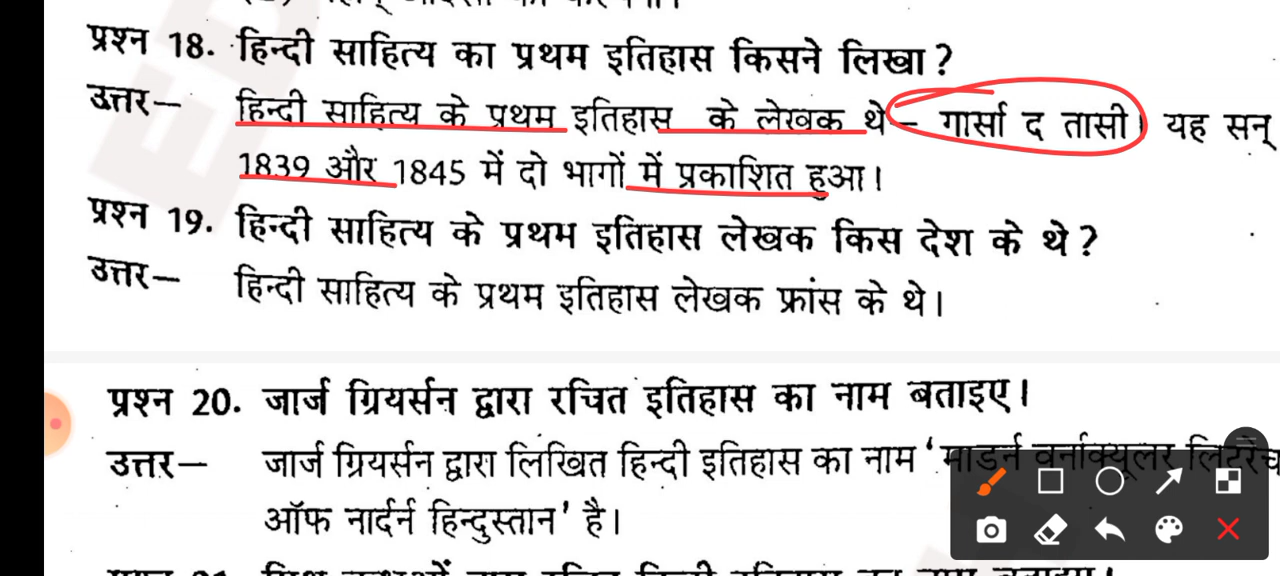 प्रश्न 18. हिन्दी साहित्य का प्रथम इतिहास किसने लिखा?
उत्तर— हिन्दी साहित्य के प्रथम इतिहास के लेखक थे – गार्सा द तासी। यह सन्
1839 और 1845 में दो भागों में प्रकाशित हुआ।
प्रश्न 19. हिन्दी साहित्य के प्रथम इतिहास लेखक किस देश के थे?
उत्तर— हिन्दी साहित्य के प्रथम इतिहास लेखक फ्रांस के थे।
प्रश्न 20. जार्ज ग्रियर्सन द्वारा रचित इतिहास का नाम बताइए।
उत्तर— जार्ज ग्रियर्सन द्वारा लिखित हिन्दी इतिहास का नाम ‘माडर्न वर्नाक्यूलर
ऑफ नार्दर्न हिन्दुस्तान’ है।